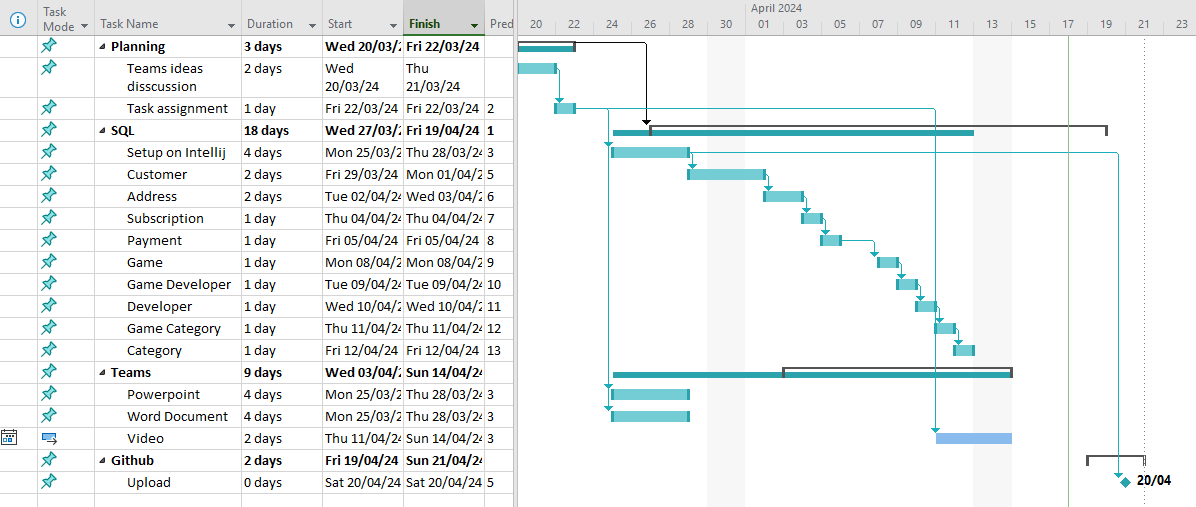 Task Mode Task Name Duration Start Finish Pred
April 2024
20 22 24 26 28 30 01 03 05 07 09 11 13 15 17 19 21 23
Planning 3 days Wed 20/03/2 Fri 22/03/24
Teams ideas disscussion 2 days Wed 20/03/24 Thu 21/03/24
Task assignment 1 day Fri 22/03/24 Fri 22/03/24 2
SQL 18 days Wed 27/03/2 Fri 19/04/24 1
Setup on Intellij 4 days Mon 25/03/2 Thu 28/03/24 3
Customer 2 days Fri 29/03/24 Mon 01/04/2 5
Address 2 days Tue 02/04/24 Wed 03/04/2 6
Subscription 1 day Thu 04/04/24 Thu 04/04/24 7
Payment 1 day Fri 05/04/24 Fri 05/04/24 8
Game 1 day Mon 08/04/2 Mon 08/04/2 9
Game Developer 1 day Tue 09/04/24 Tue 09/04/24 10
Developer 1 day Wed 10/04/2 Wed 10/04/2 11
Game Category 1 day Thu 11/04/24 Thu 11/04/24 12
Category 1 day Fri 12/04/24 Fri 12/04/24 13
Teams 9 days Wed 03/04/2 Sun 14/04/24
Powerpoint 4 days Mon 25/03/2 Thu 28/03/24 3
Word Document 4 days Mon 25/03/2 Thu 28/03/24 3
Video 2 days Thu 11/04/24 Sun 14/04/24 3
Github 2 days Fri 19/04/24 Sun 21/04/24
Upload 0 days Sat 20/04/24 Sat 20/04/24 5
20/04